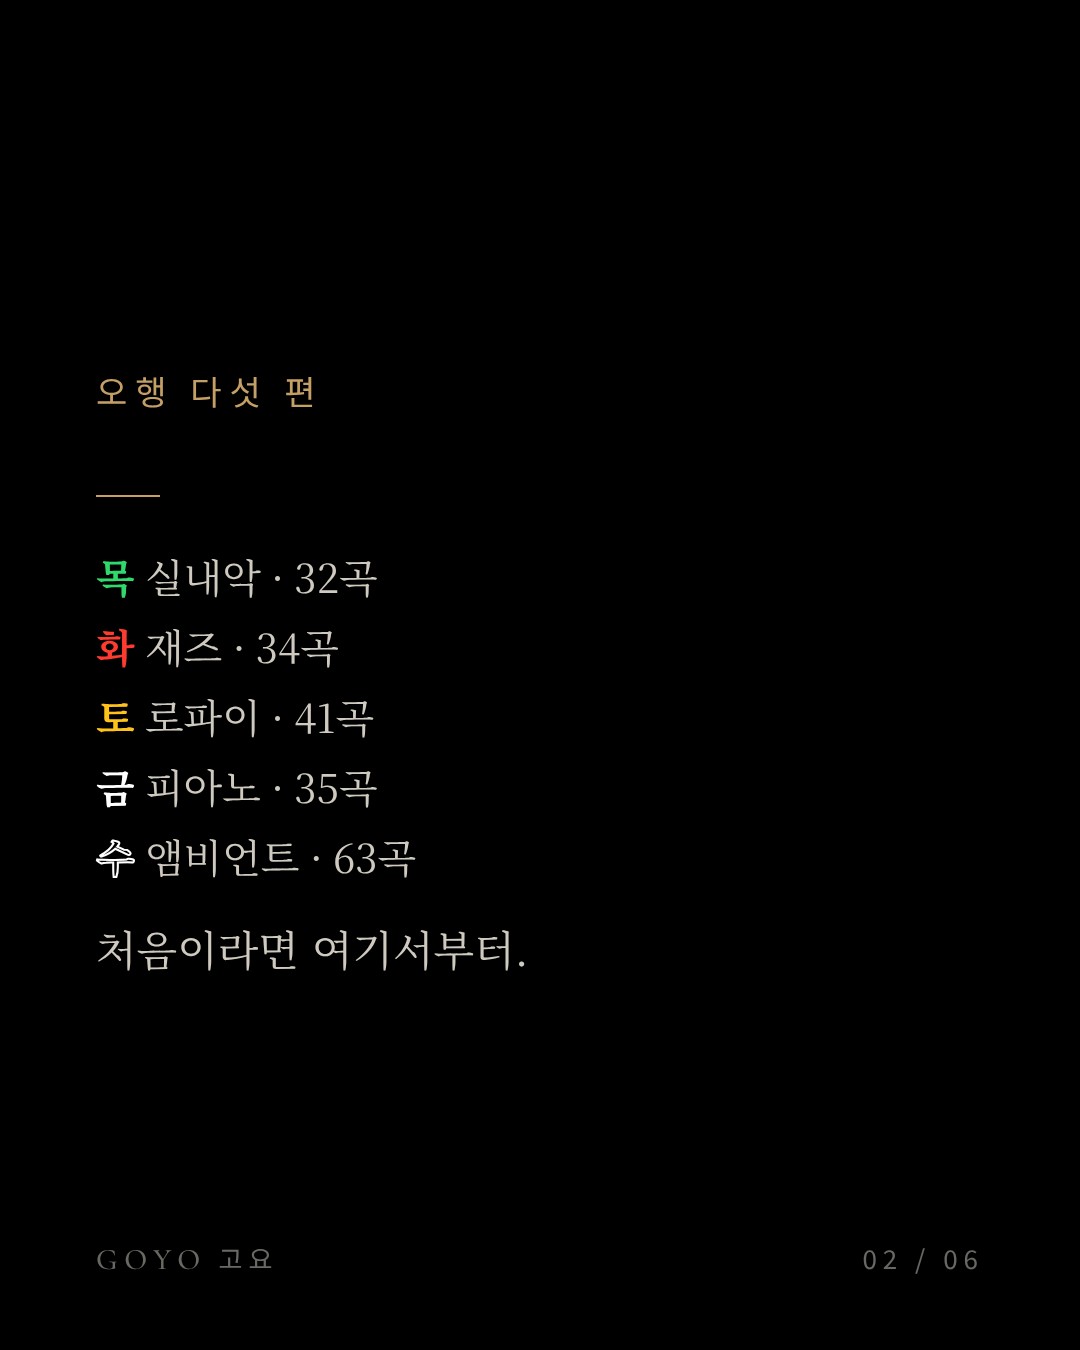 오행 다섯 편
목 실내악 · 32곡
화 재즈 · 34곡
토 로파이 · 41곡
금 피아노 · 35곡
수 앰비언트 · 63곡
처음이라면 여기서부터.
GOYO 고요
02 / 06